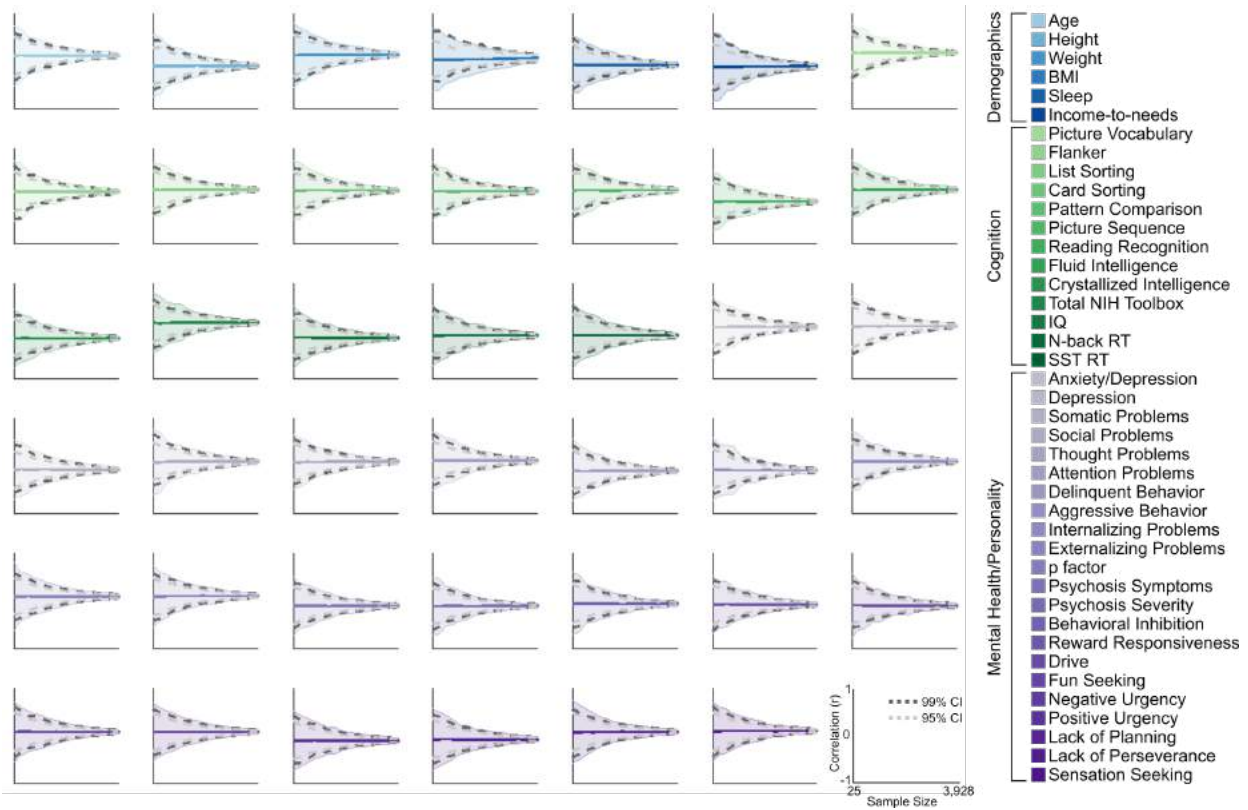 Demographics
Age
Height
Weight
BMI
Sleep
Income-to-needs
Cognition
Picture Vocabulary
Flanker
List Sorting
Card Sorting
Pattern Comparison
Picture Sequence
Reading Recognition
Fluid Intelligence
Crystallized Intelligence
Total NIH Toolbox
IQ
N-back RT
SST RT
Mental Health/Personality
Anxiety/Depression
Depression
Somatic Problems
Social Problems
Thought Problems
Attention Problems
Delinquent Behavior
Aggressive Behavior
Internalizing Problems
Externalizing Problems
p factor
Psychosis Symptoms
Psychosis Severity
Behavioral Inhibition
Reward Responsiveness
Drive
Fun Seeking
Negative Urgency
Positive Urgency
Lack of Planning
Lack of Perseverance
Sensation Seeking
Correlation (r)
1
0
-1
99% CI
95% CI
25 3,928
Sample Size